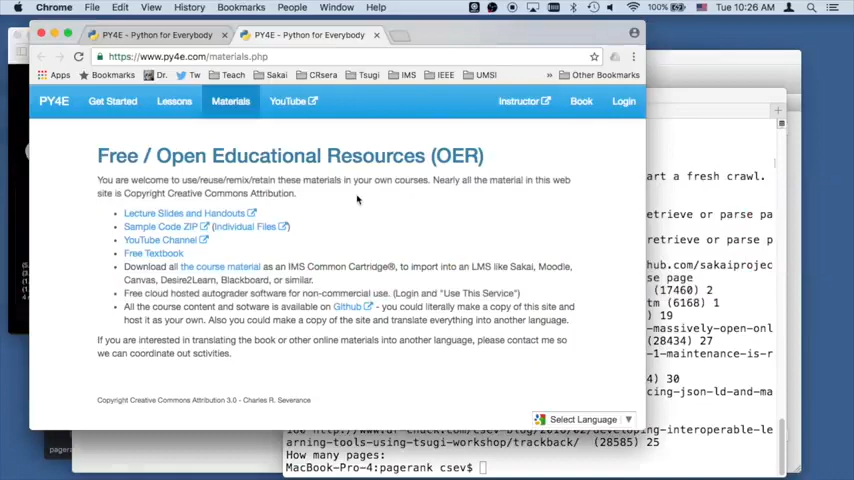 Chrome File Edit View History Bookmarks People Window Help 100% Tue 10:26 AM
PY4E - Python for Everybody PY4E - Python for Everybody
https://www.py4e.com/materials.php
Apps Bookmarks Dr. Tw Teach Sakai CRsera Tsugi IMS IEEE UMSI » Other Bookmarks
PY4E Get Started Lessons Materials YouTube Instructor Book Login
Free / Open Educational Resources (OER)
You are welcome to use/reuse/remix/retain these materials in your own courses. Nearly all the material in this web
site is Copyright Creative Commons Attribution.
• Lecture Slides and Handouts
• Sample Code ZIP (Individual Files)
• YouTube Channel
• Free Textbook
• Download all the course material as an IMS Common Cartridge®, to import into an LMS like Sakai, Moodle,
Canvas, Desire2Learn, Blackboard, or similar.
• Free cloud hosted autograder software for non-commercial use. (Login and "Use This Service")
• All the course content and sotware is available on Github - you could literally make a copy of this site and
host it as your own. Also you could make a copy of the site and translate everything into another language.
If you are interested in translating the book or other online materials into another language, please contact me so
we can coordinate out sctivities.
Copyright Creative Commons Attribution 3.0 - Charles R. Severance
Select Language ▼
art a fresh crawl.
etrieve or parse pa
etrieve or parse pa
hub.com/sakaiprojec
se page
(17460) 2
tm (6168) 1
) 19
-massively-open-onl
(28434) 27
-1-maintenance-is-r
4) 30
cing-json-ld-and-ma
developing-interoperable-le
arning-tools-using-tsugi-workshop/trackback/ (28585) 25
How many pages:
MacBook-Pro-4:pagerank csev$
pagera